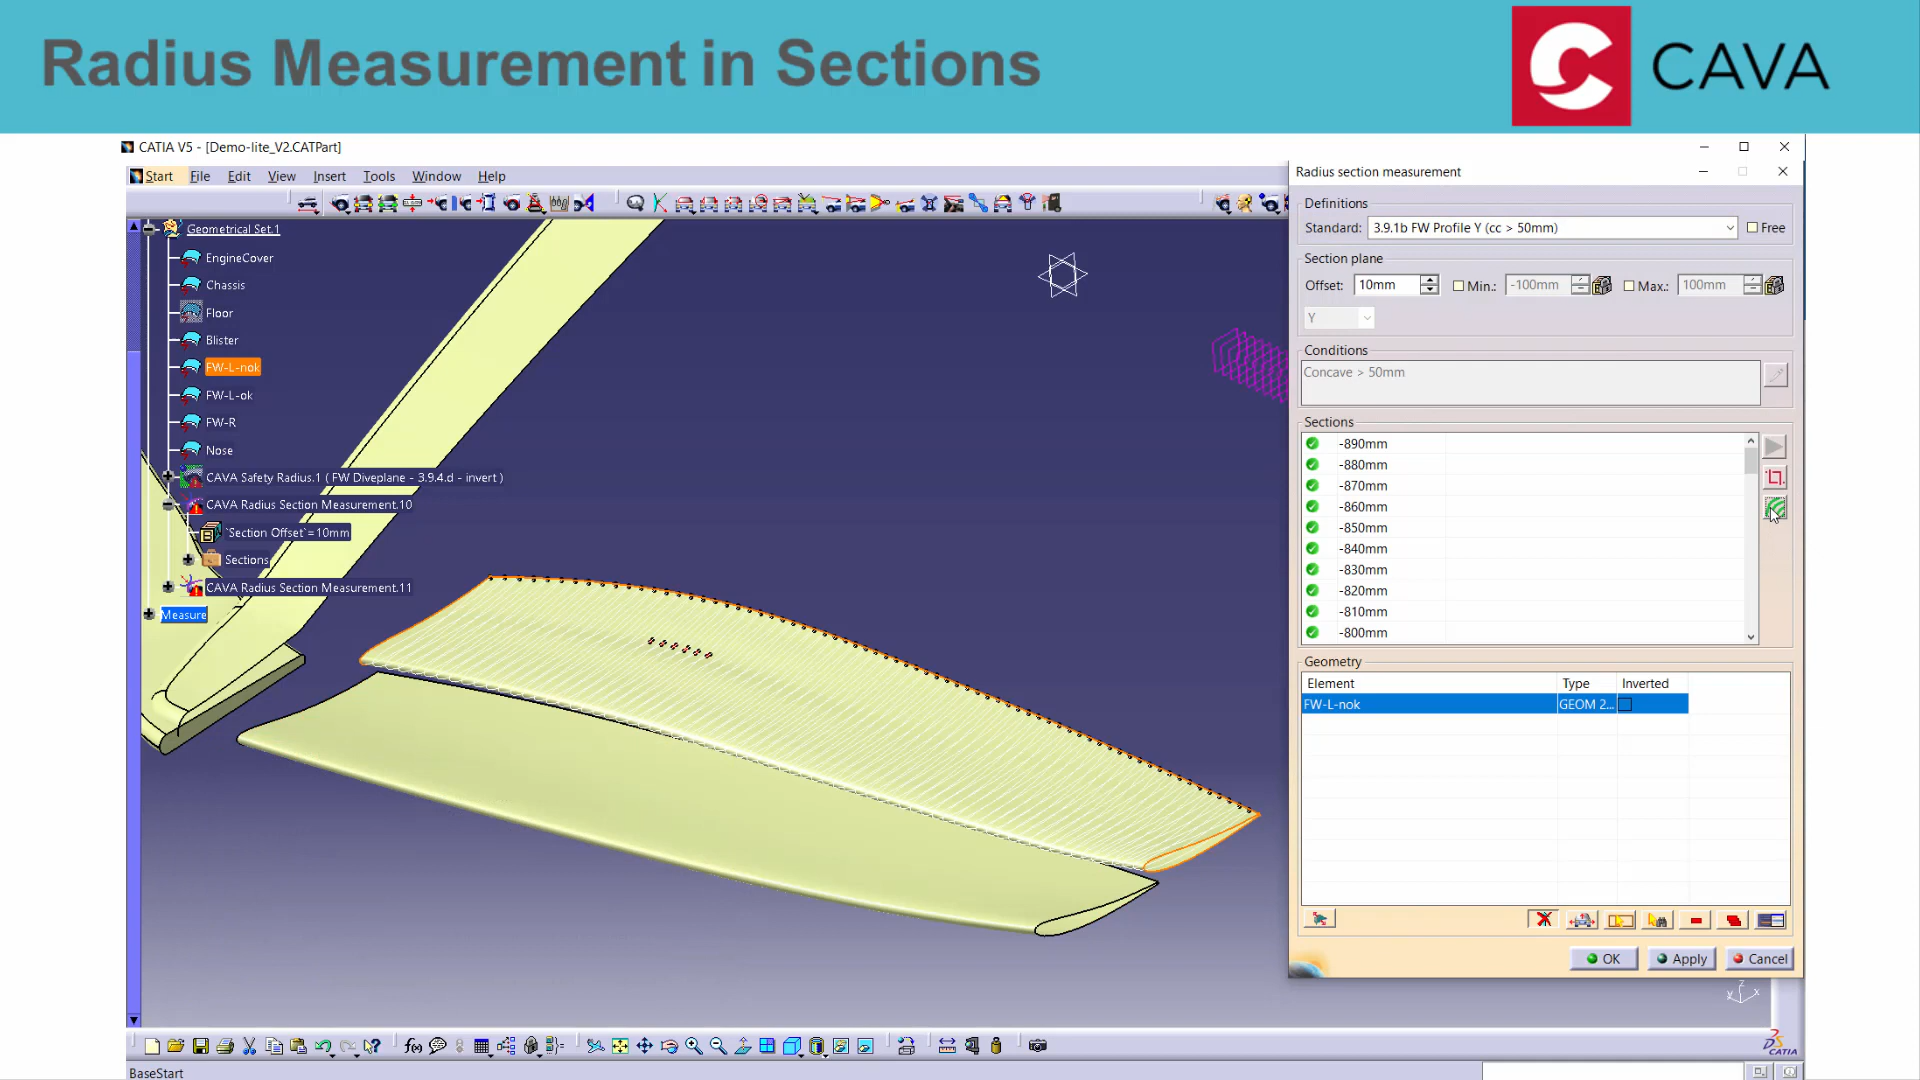 Radius Measurement in Sections
CAVA
CATIA V5 - [Demo-lite_V2.CATPart]
Start File Edit View Insert Tools Window Help
Geometrical Set.1
EngineCover
Chassis
Floor
Blister
FW-L-nok
FW-L-ok
FW-R
Nose
CAVA Safety Radius.1 ( FW Diveplane - 3.9.4.d - invert )
CAVA Radius Section Measurement.10
`Section Offset`=10mm
Sections
CAVA Radius Section Measurement.11
Measure
Radius section measurement
Definitions
Standard: 3.9.1b FW Profile Y (cc > 50mm) Free
Section plane
Offset: 10mm Min.: -100mm Max.: 100mm
Y
Conditions
Concave > 50mm
Sections
-890mm
-880mm
-870mm
-860mm
-850mm
-840mm
-830mm
-820mm
-810mm
-800mm
Geometry
Element Type Inverted
FW-L-nok GEOM 2...
OK Apply Cancel
z
y x
f(x)
DS
CATIA
BaseStart